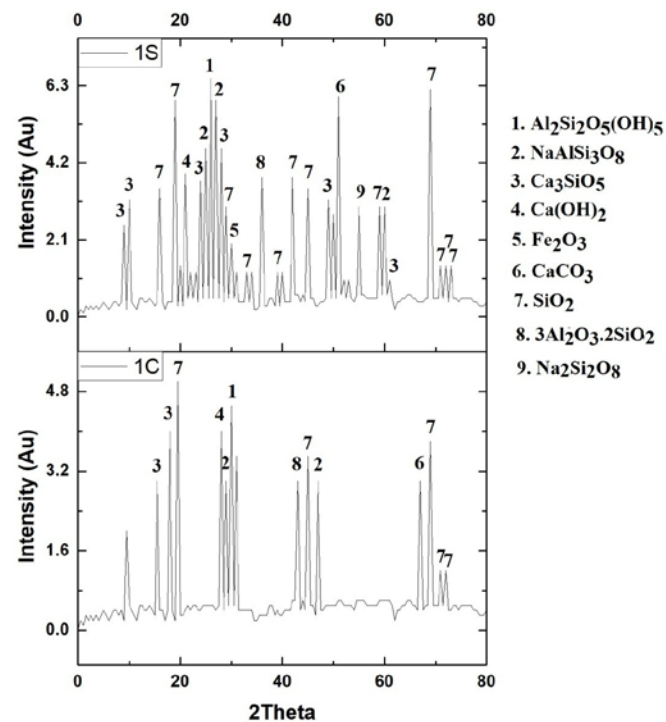 0 20 40 60 80
1S
Intensity (Au)
6.3
4.2
2.1
0.0
3 3 7 7 4 3 2 1 2 3 7 5 7 8 7 7 7 3 6 9 7 2 3 7 7 7 7
1C
Intensity (Au)
4.8
3.2
1.6
0.0
3 3 7 4 2 1 8 7 2 6 7 7 7
0 20 40 60 80
2Theta
1. Al₂Si₂O₅(OH)₅
2. NaAlSi₃O₈
3. Ca₃SiO₅
4. Ca(OH)₂
5. Fe₂O₃
6. CaCO₃
7. SiO₂
8. 3Al₂O₃.2SiO₂
9. Na₂Si₂O₈